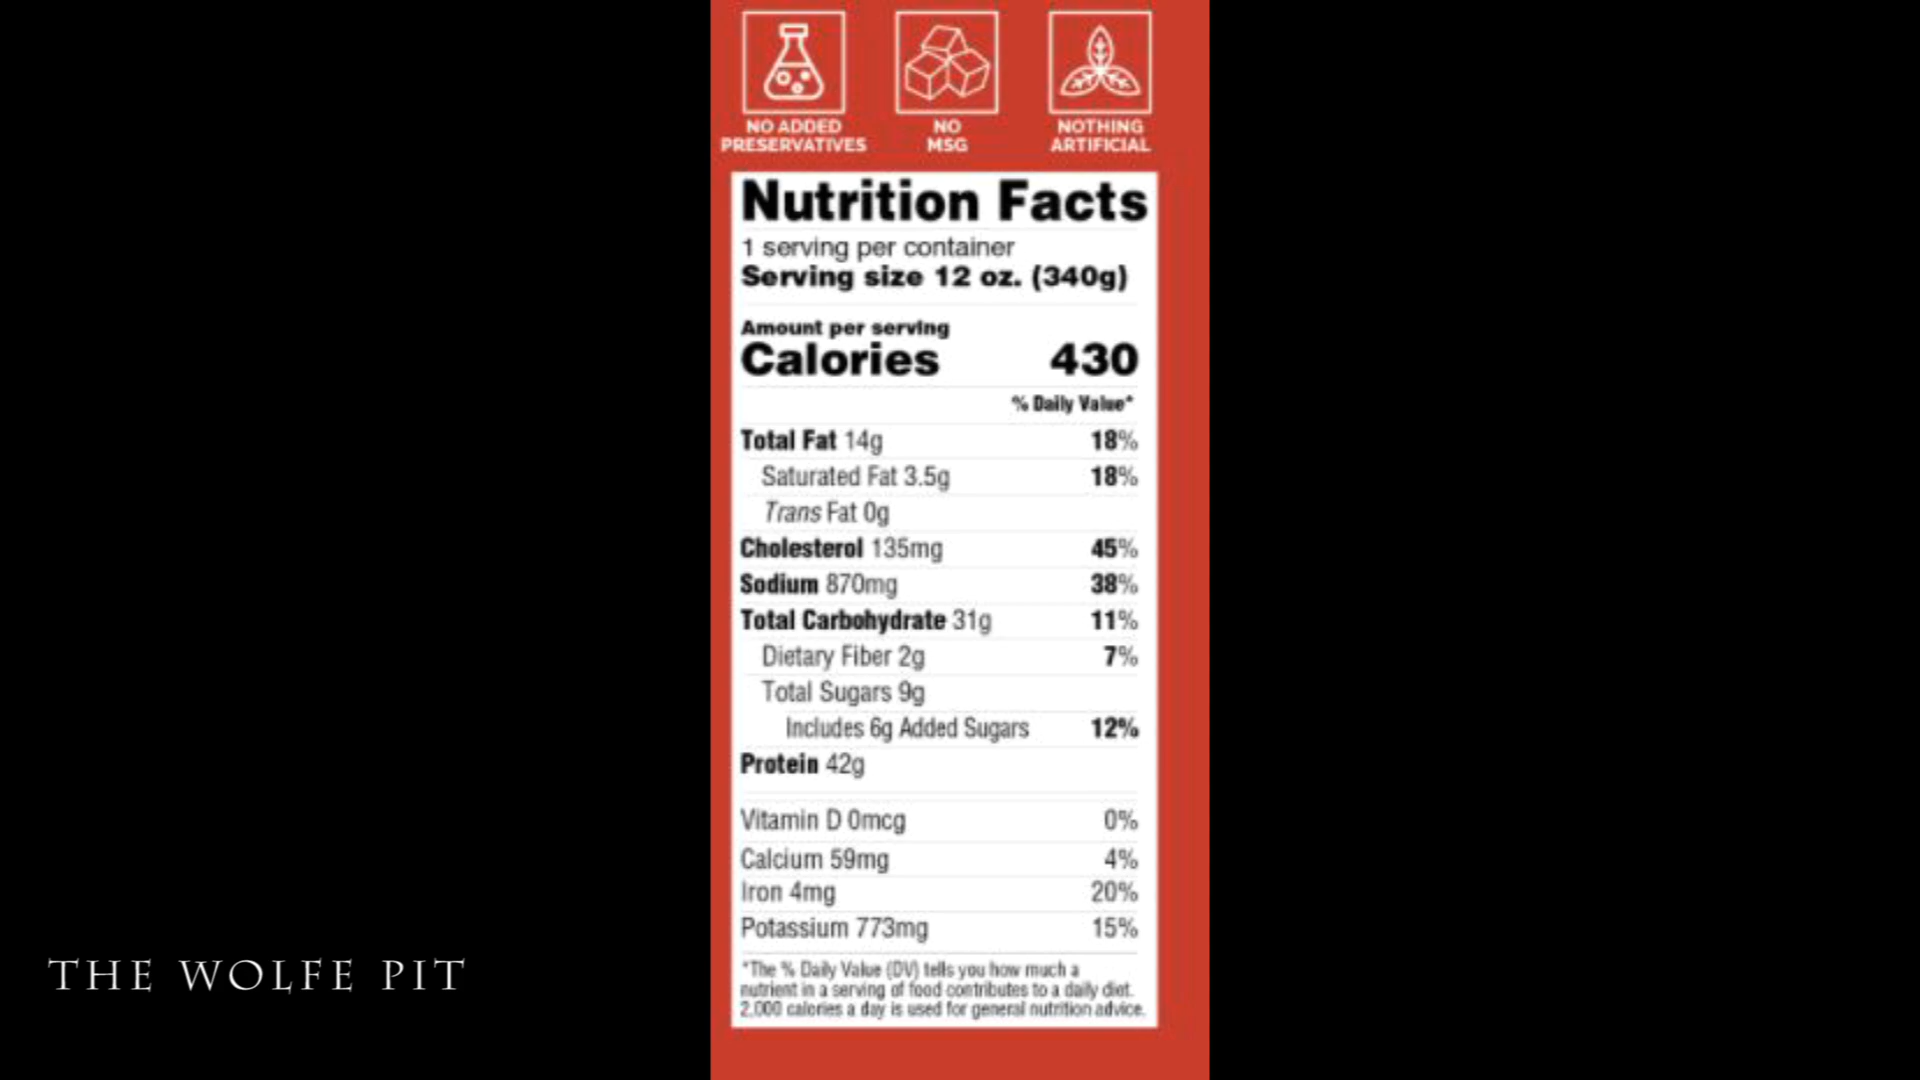 NO ADDED
PRESERVATIVES
NO
MSG
NOTHING
ARTIFICIAL
Nutrition Facts
1 serving per container
Serving size 12 oz. (340g)
Amount per serving
Calories 430
% Daily Value*
Total Fat 14g 18%
Saturated Fat 3.5g 18%
Trans Fat 0g
Cholesterol 135mg 45%
Sodium 870mg 38%
Total Carbohydrate 31g 11%
Dietary Fiber 2g 7%
Total Sugars 9g
Includes 6g Added Sugars 12%
Protein 42g
Vitamin D 0mcg 0%
Calcium 59mg 4%
Iron 4mg 20%
Potassium 773mg 15%
*The % Daily Value (DV) tells you how much a
nutrient in a serving of food contributes to a daily diet.
2,000 calories a day is used for general nutrition advice.
THE WOLFE PIT